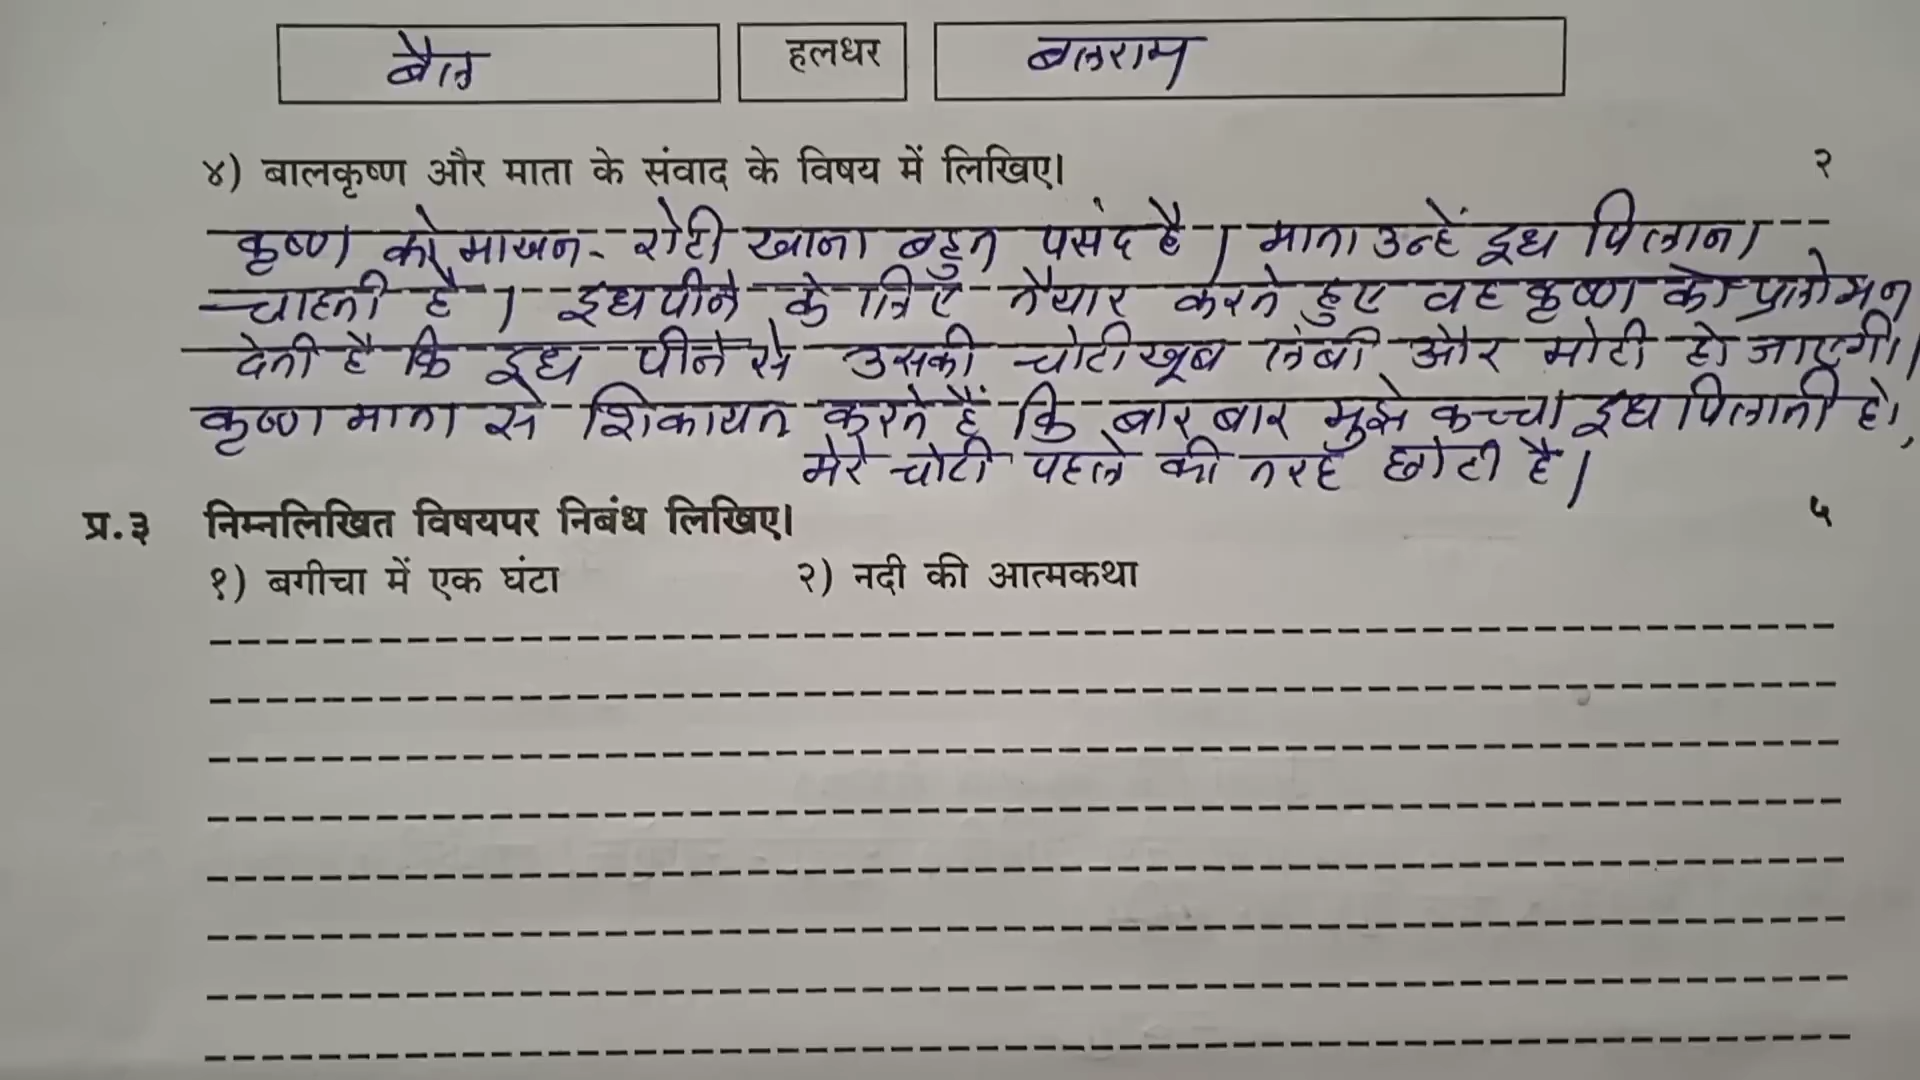 बैल हलधर बलराम
४) बालकृष्ण और माता के संवाद के विषय में लिखिए। २
कृष्ण को माखन - रोटी खाना बहुत पसंद है। माता उन्हें दूध पिलाना
चाहती है। दूध पीने के लिए तैयार करते हुए वह कृष्ण को प्रलोभन
देती है कि दूध पीने से उसकी चोटी खूब लंबी और मोटी हो जाएगी।
कृष्ण माता से शिकायत करते हैं कि बार बार मुझे कच्चा दूध पिलाती हो,
मेरे चोटी पहले की तरह छोटी है।
प्र.३ निम्नलिखित विषयपर निबंध लिखिए। ५
१) बगीचा में एक घंटा २) नदी की आत्मकथा